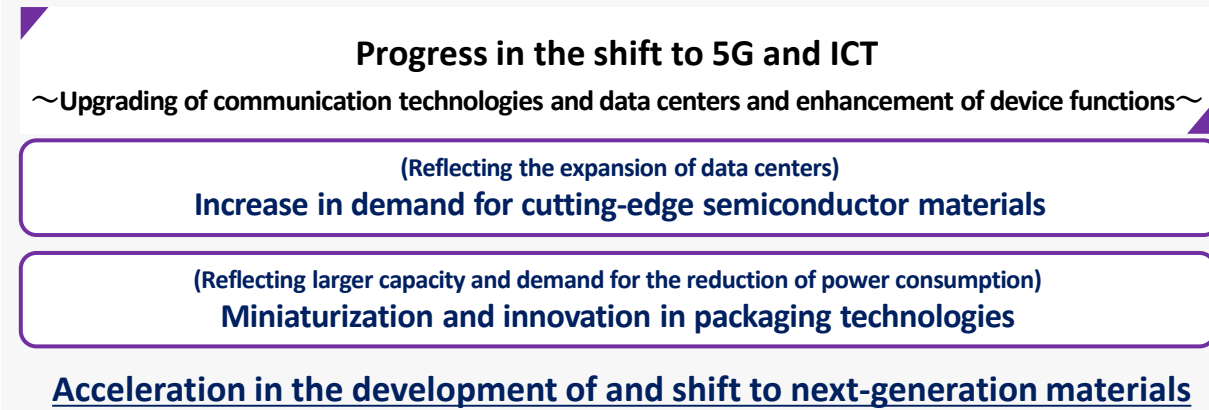 Progress in the shift to 5G and ICT
～Upgrading of communication technologies and data centers and enhancement of device functions～
(Reflecting the expansion of data centers)
Increase in demand for cutting-edge semiconductor materials
(Reflecting larger capacity and demand for the reduction of power consumption)
Miniaturization and innovation in packaging technologies
Acceleration in the development of and shift to next-generation materials